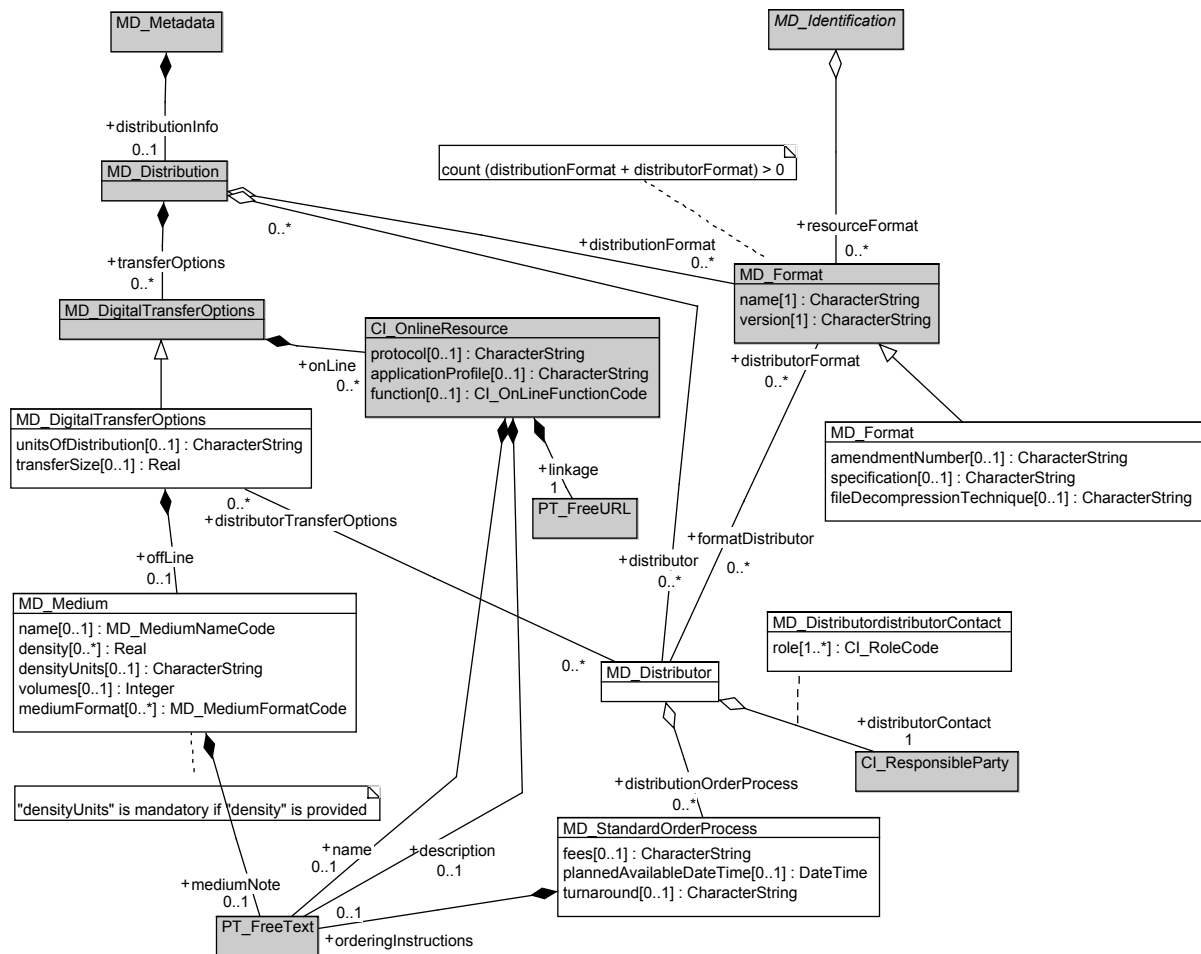 MD_Metadata
MD_Identification
+distributionInfo
0..1
MD_Distribution
count (distributionFormat + distributorFormat) > 0
0..*
+distributionFormat
0..*
+resourceFormat
0..*
+transferOptions
0..*
MD_Format
name[1] : CharacterString
version[1] : CharacterString
MD_DigitalTransferOptions
CI_OnlineResource
protocol[0..1] : CharacterString
applicationProfile[0..1] : CharacterString
function[0..1] : CI_OnLineFunctionCode
+onLine
0..*
+distributorFormat
0..*
MD_DigitalTransferOptions
unitsOfDistribution[0..1] : CharacterString
transferSize[0..1] : Real
MD_Format
amendmentNumber[0..1] : CharacterString
specification[0..1] : CharacterString
fileDecompressionTechnique[0..1] : CharacterString
+linkage
1
PT_FreeURL
0..*
+distributorTransferOptions
+formatDistributor
0..*
+distributor
0..*
+offLine
0..1
MD_Medium
name[0..1] : MD_MediumNameCode
density[0..*] : Real
densityUnits[0..1] : CharacterString
volumes[0..1] : Integer
mediumFormat[0..*] : MD_MediumFormatCode
MD_DistributordistributorContact
role[1..*] : CI_RoleCode
0..*
MD_Distributor
+distributorContact
1
CI_ResponsibleParty
"densityUnits" is mandatory if "density" is provided
+distributionOrderProcess
0..*
MD_StandardOrderProcess
fees[0..1] : CharacterString
plannedAvailableDateTime[0..1] : DateTime
turnaround[0..1] : CharacterString
+name
0..1
+description
0..1
+mediumNote
0..1
0..1
PT_FreeText
+orderingInstructions